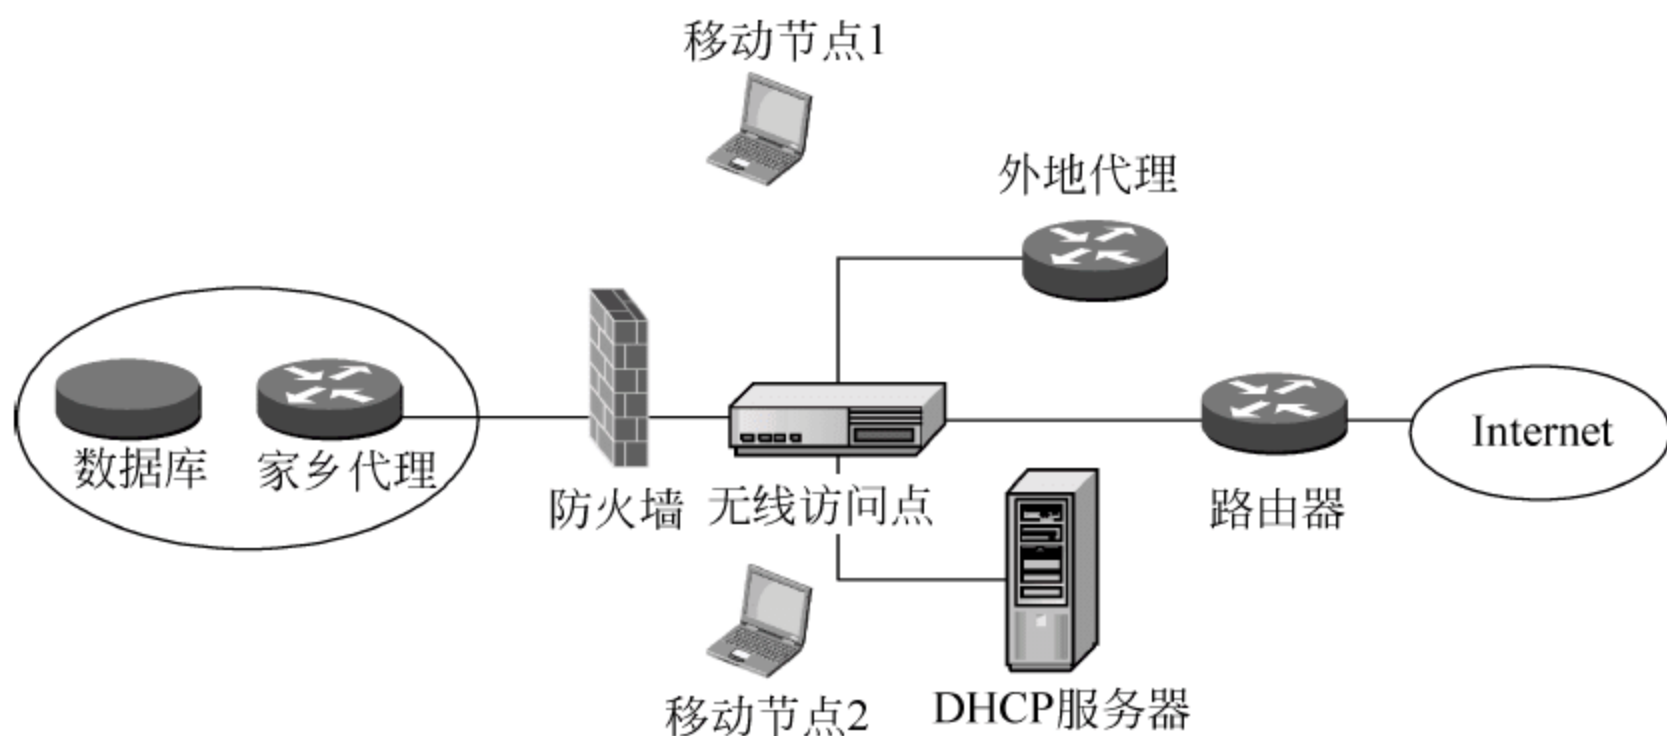 移动节点1
外地代理
数据库
家乡代理
防火墙
无线访问点
路由器
Internet
移动节点2
DHCP服务器